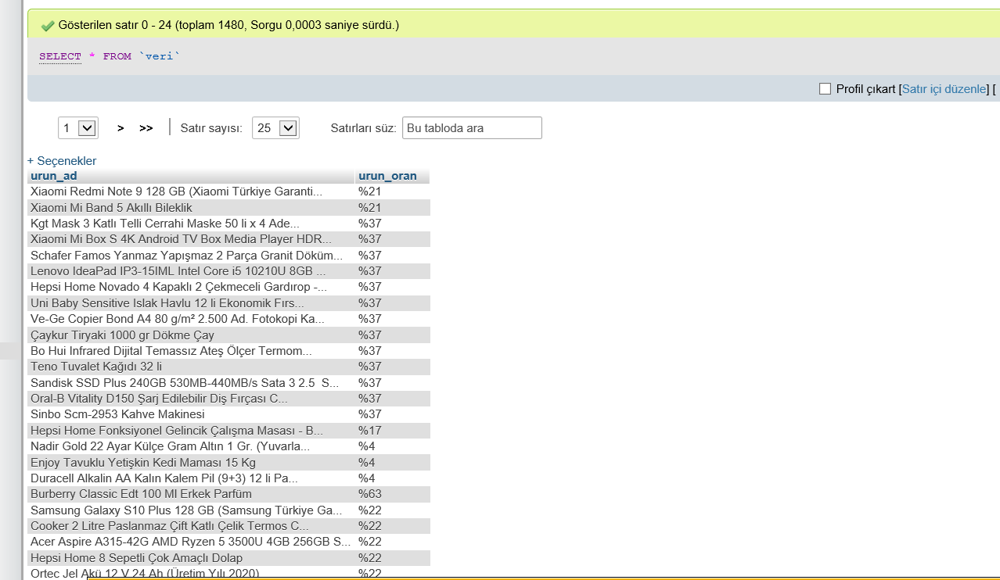 Gösterilen satır 0 - 24 (toplam 1480, Sorgu 0,0003 saniye sürdü.)
SELECT * FROM `veri`
Profil çıkart [Satır içi düzenle] [
1 > >> Satır sayısı: 25 Satırları süz: Bu tabloda ara
+ Seçenekler
urun_ad urun_oran
Xiaomi Redmi Note 9 128 GB (Xiaomi Türkiye Garanti... %21
Xiaomi Mi Band 5 Akıllı Bileklik %21
Kgt Mask 3 Katlı Telli Cerrahi Maske 50 li x 4 Ade... %37
Xiaomi Mi Box S 4K Android TV Box Media Player HDR... %37
Schafer Famos Yanmaz Yapışmaz 2 Parça Granit Döküm... %37
Lenovo IdeaPad IP3-15IML Intel Core i5 10210U 8GB ... %37
Hepsi Home Novado 4 Kapaklı 2 Çekmeceli Gardırop -... %37
Uni Baby Sensitive Islak Havlu 12 li Ekonomik Fırs... %37
Ve-Ge Copier Bond A4 80 g/m² 2.500 Ad. Fotokopi Ka... %37
Çaykur Tiryaki 1000 gr Dökme Çay %37
Bo Hui Infrared Dijital Temassız Ateş Ölçer Termom... %37
Teno Tuvalet Kağıdı 32 li %37
Sandisk SSD Plus 240GB 530MB-440MB/s Sata 3 2.5  S... %37
Oral-B Vitality D150 Şarj Edilebilir Diş Fırçası C... %37
Sinbo Scm-2953 Kahve Makinesi %37
Hepsi Home Fonksiyonel Gelincik Çalışma Masası - B... %17
Nadir Gold 22 Ayar Külçe Gram Altın 1 Gr. (Yuvarla... %4
Enjoy Tavuklu Yetişkin Kedi Maması 15 Kg %4
Duracell Alkalin AA Kalın Kalem Pil (9+3) 12 li Pa... %4
Burberry Classic Edt 100 Ml Erkek Parfüm %63
Samsung Galaxy S10 Plus 128 GB (Samsung Türkiye Ga... %22
Cooker 2 Litre Paslanmaz Çift Katlı Çelik Termos C... %22
Acer Aspire A315-42G AMD Ryzen 5 3500U 4GB 256GB S... %22
Hepsi Home 8 Sepetli Çok Amaçlı Dolap %22
Ortec Jel Akü 12 V 24 Ah (Üretim Yılı 2020) %22